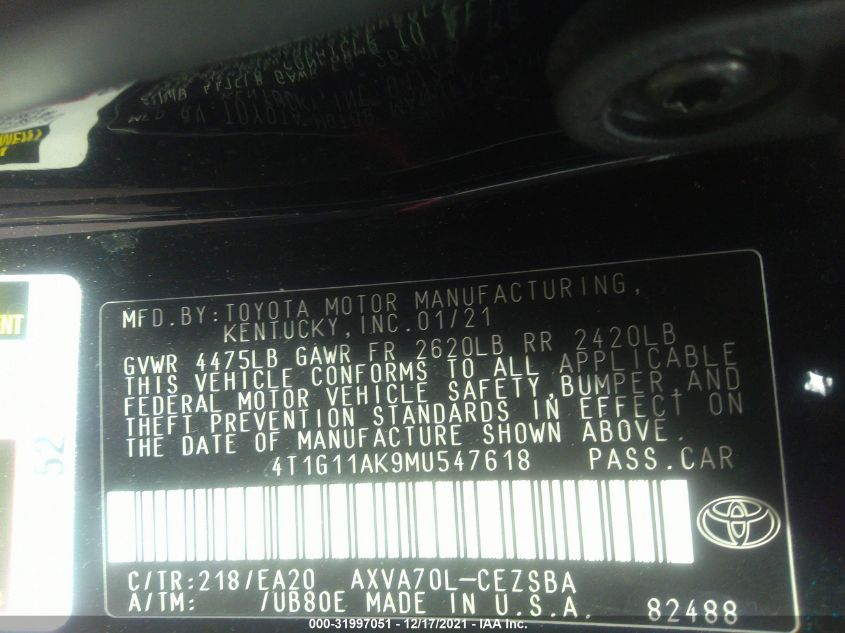 MFD.BY:TOYOTA MOTOR MANUFACTURING,
KENTUCKY,INC.01/21
GVWR 4475LB GAWR FR 2620LB RR 2420LB
THIS VEHICLE CONFORMS TO ALL APPLICABLE
FEDERAL MOTOR VEHICLE SAFETY,BUMPER,AND
THEFT PREVENTION STANDARDS IN EFFECT ON
THE DATE OF MANUFACTURE SHOWN ABOVE.
4T1G11AK9MU547618 PASS.CAR
C/TR:218/EA20 AXVA70L-CEZSBA
A/TM: /UB80E MADE IN U.S.A. 82488
52
000-31997051 - 12/17/2021 - IAA Inc.